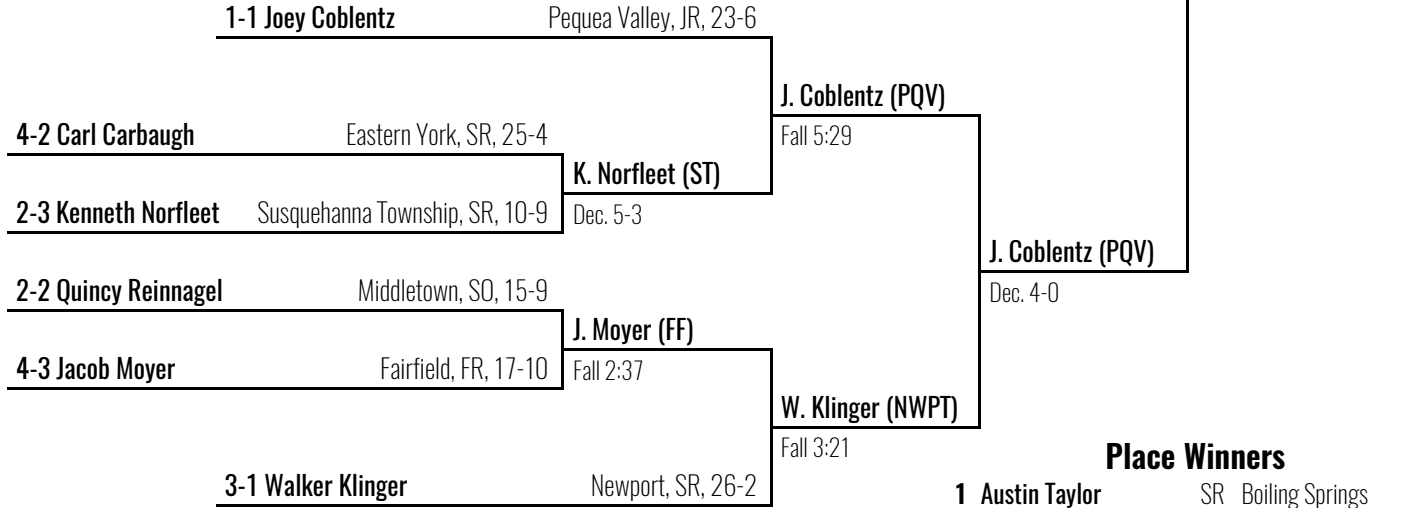 1-1 Joey Coblentz Pequea Valley, JR, 23-6
J. Coblentz (PQV)
4-2 Carl Carbaugh Eastern York, SR, 25-4
Fall 5:29
K. Norfleet (ST)
2-3 Kenneth Norfleet Susquehanna Township, SR, 10-9
Dec. 5-3
J. Coblentz (PQV)
2-2 Quincy Reinnagel Middletown, SO, 15-9
Dec. 4-0
J. Moyer (FF)
4-3 Jacob Moyer Fairfield, FR, 17-10
Fall 2:37
W. Klinger (NWPT)
Fall 3:21
Place Winners
3-1 Walker Klinger Newport, SR, 26-2
1 Austin Taylor SR Boiling Springs